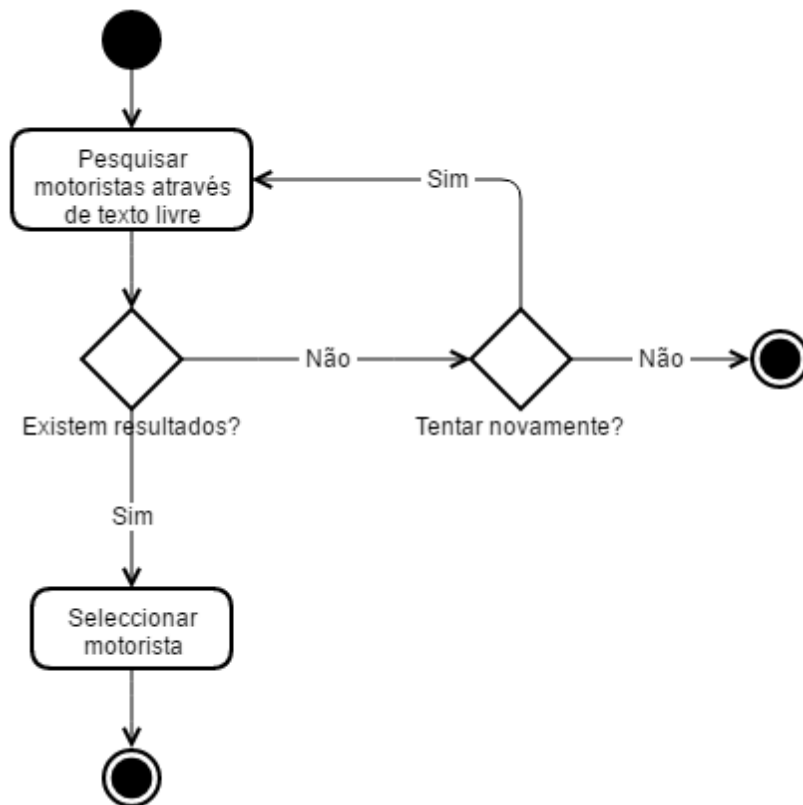 Pesquisar
motoristas através
de texto livre
Sim
Não
Não
Existem resultados?
Tentar novamente?
Sim
Seleccionar
motorista